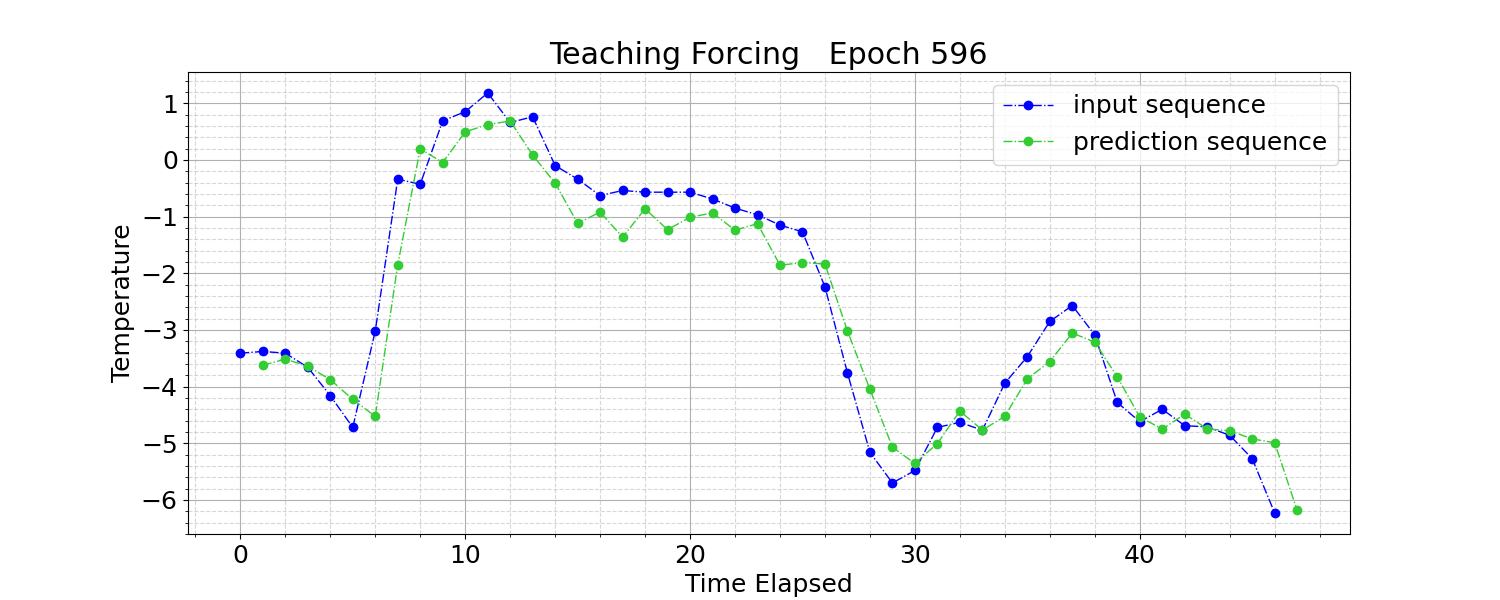 Teaching Forcing   Epoch 596
input sequence
prediction sequence
Temperature
1
0
−1
−2
−3
−4
−5
−6
0 10 20 30 40
Time Elapsed